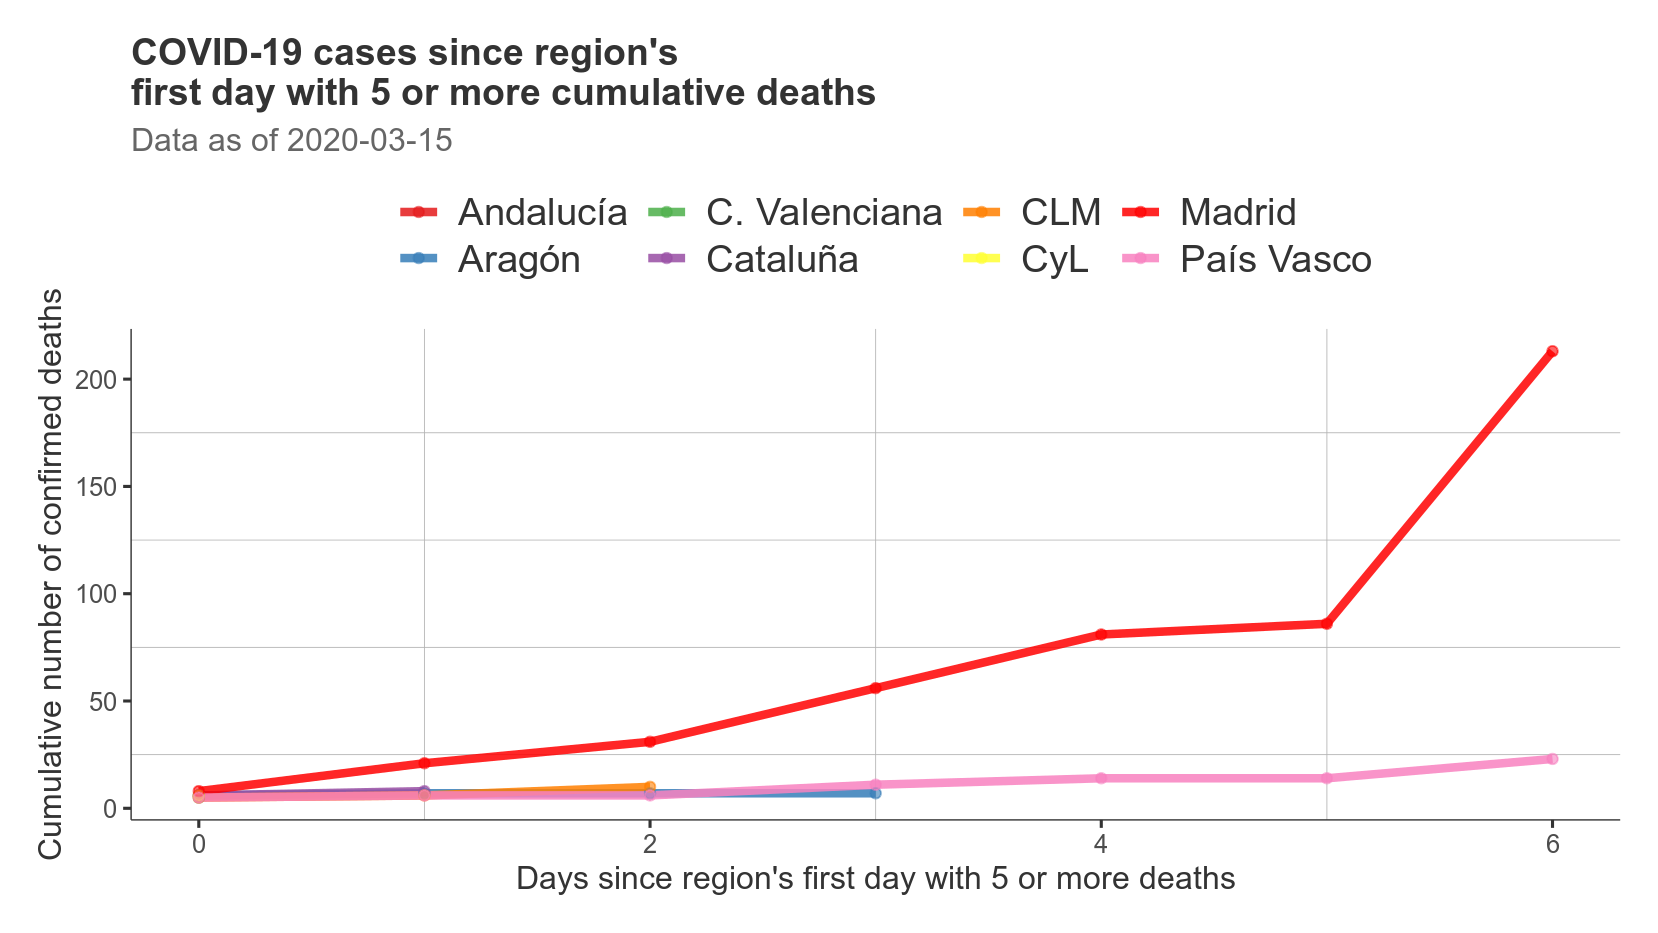 COVID-19 cases since region's
first day with 5 or more cumulative deaths
Data as of 2020-03-15
Andalucía C. Valenciana CLM Madrid
Aragón Cataluña CyL País Vasco
Cumulative number of confirmed deaths
200
150
100
50
0
0 2 4 6
Days since region's first day with 5 or more deaths